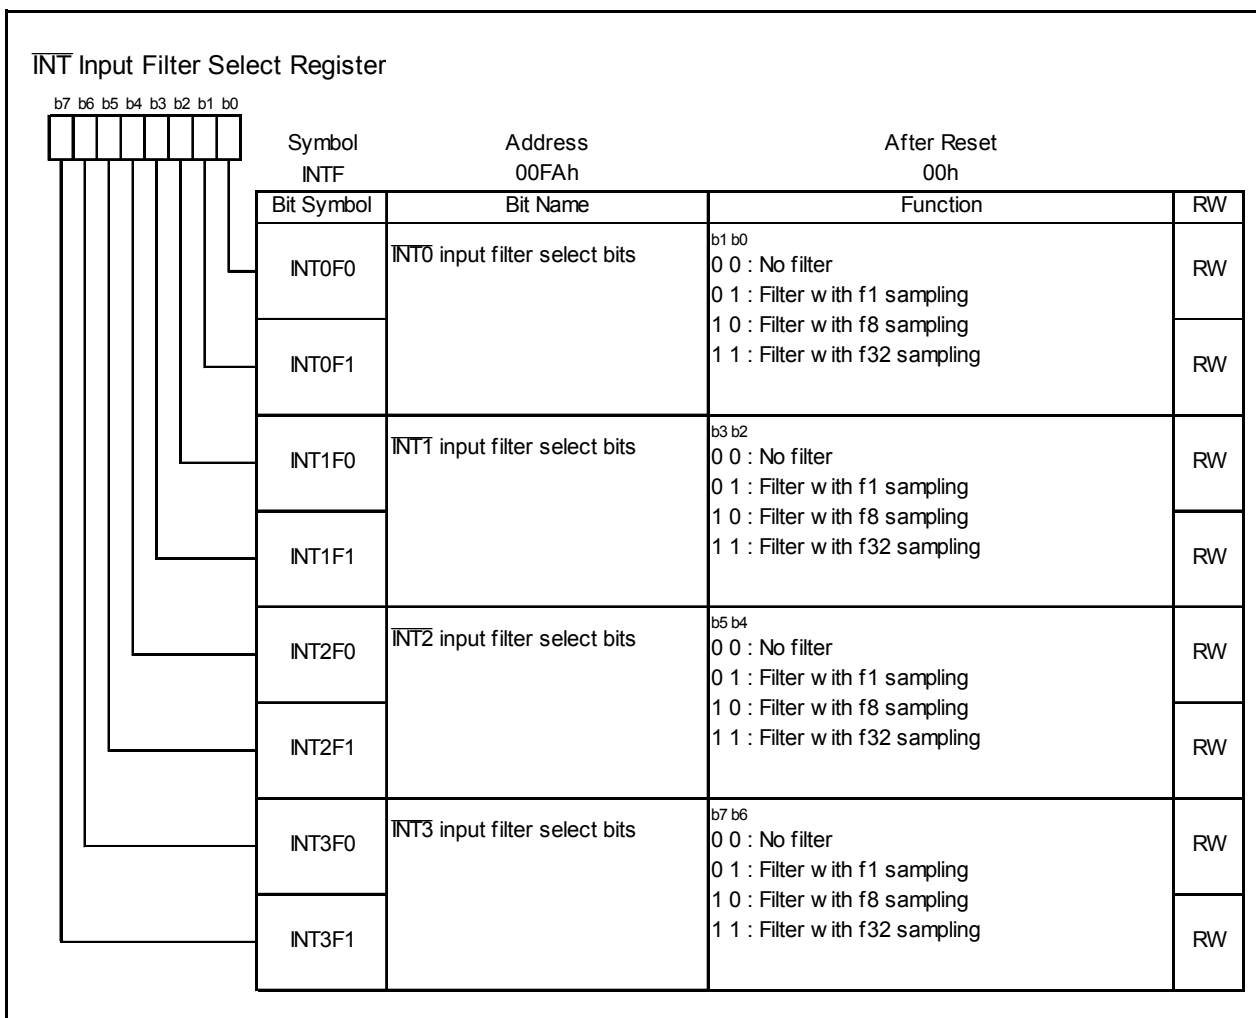 INT Input Filter Select Register
b7 b6 b5 b4 b3 b2 b1 b0
Symbol Address After Reset
INTF 00FAh 00h
Bit Symbol Bit Name Function RW
INT0F0 INT0 input filter select bits b1 b0
0 0 : No filter
0 1 : Filter with f1 sampling
1 0 : Filter with f8 sampling
1 1 : Filter with f32 sampling RW
INT0F1 RW
INT1F0 INT1 input filter select bits b3 b2
0 0 : No filter
0 1 : Filter with f1 sampling
1 0 : Filter with f8 sampling
1 1 : Filter with f32 sampling RW
INT1F1 RW
INT2F0 INT2 input filter select bits b5 b4
0 0 : No filter
0 1 : Filter with f1 sampling
1 0 : Filter with f8 sampling
1 1 : Filter with f32 sampling RW
INT2F1 RW
INT3F0 INT3 input filter select bits b7 b6
0 0 : No filter
0 1 : Filter with f1 sampling
1 0 : Filter with f8 sampling
1 1 : Filter with f32 sampling RW
INT3F1 RW